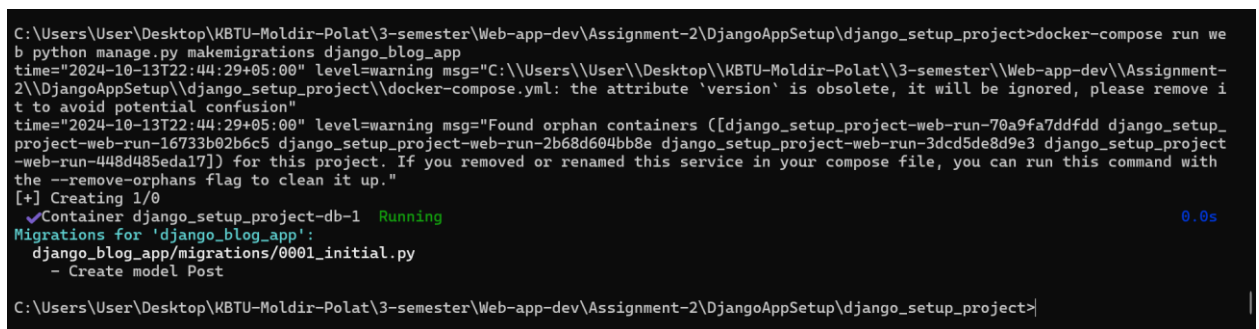 C:\Users\User\Desktop\KBTU-Moldir-Polat\3-semester\Web-app-dev\Assignment-2\DjangoAppSetup\django_setup_project>docker-compose run we
b python manage.py makemigrations django_blog_app
time="2024-10-13T22:44:29+05:00" level=warning msg="C:\\Users\\User\\Desktop\\KBTU-Moldir-Polat\\3-semester\\Web-app-dev\\Assignment-
2\\DjangoAppSetup\\django_setup_project\\docker-compose.yml: the attribute `version` is obsolete, it will be ignored, please remove i
t to avoid potential confusion"
time="2024-10-13T22:44:29+05:00" level=warning msg="Found orphan containers ([django_setup_project-web-run-70a9fa7ddfdd django_setup_
project-web-run-16733b02b6c5 django_setup_project-web-run-2b68d604bb8e django_setup_project-web-run-3dcd5de8d9e3 django_setup_project
-web-run-448d485eda17]) for this project. If you removed or renamed this service in your compose file, you can run this command with
the --remove-orphans flag to clean it up."
[+] Creating 1/0
✔Container django_setup_project-db-1 Running 0.0s
Migrations for 'django_blog_app':
django_blog_app/migrations/0001_initial.py
- Create model Post
C:\Users\User\Desktop\KBTU-Moldir-Polat\3-semester\Web-app-dev\Assignment-2\DjangoAppSetup\django_setup_project>